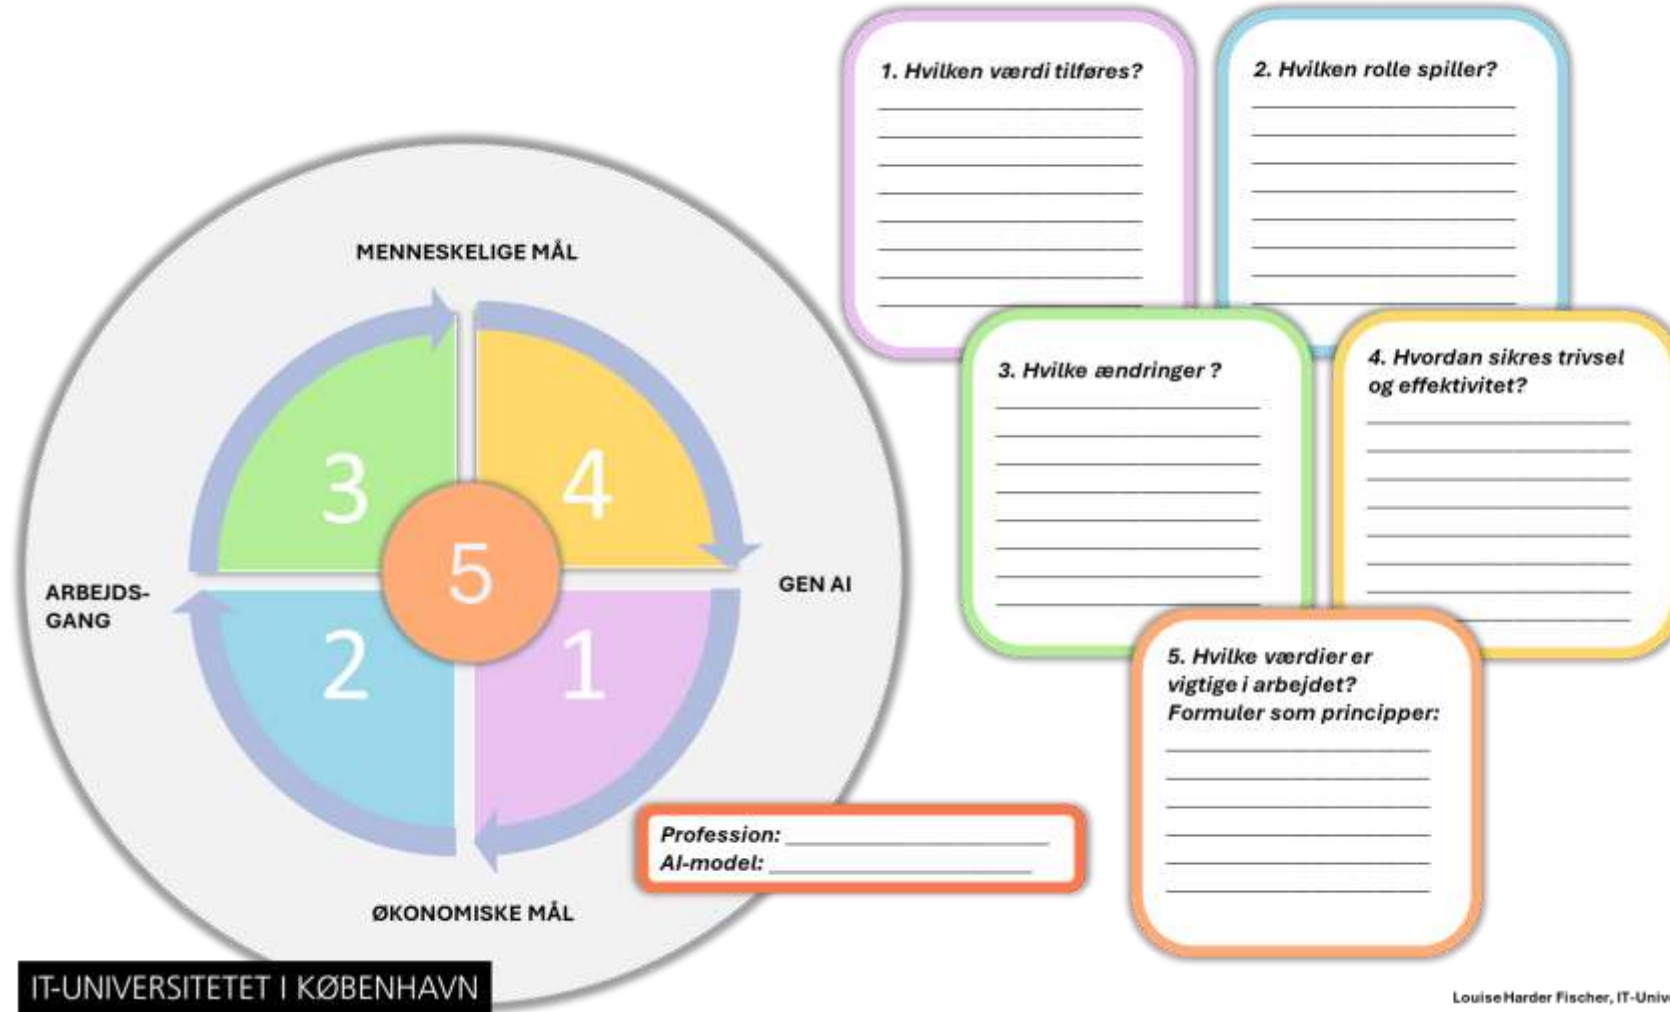 MENNESKELIGE MÅL
3
4
5
2
1
ARBEJDS-
GANG
GEN AI
ØKONOMISKE MÅL
1. Hvilken værdi tilføres?
2. Hvilken rolle spiller?
3. Hvilke ændringer ?
4. Hvordan sikres trivsel
og effektivitet?
5. Hvilke værdier er
vigtige i arbejdet?
Formuler som principper:
Profession:
AI-model:
IT-UNIVERSITETET I KØBENHAVN
Louise Harder Fischer, IT-Unive